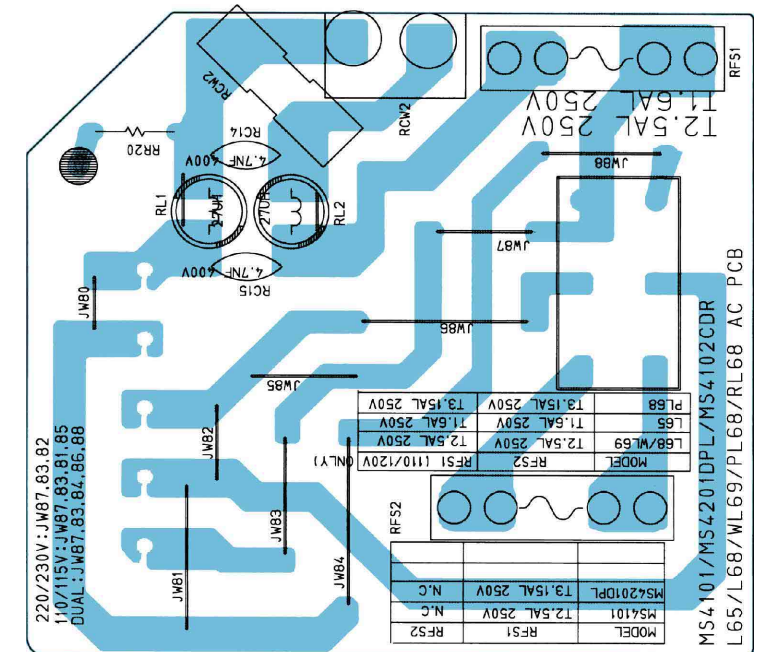 RFS1
T1.6AL 250V
T2.5AL 250V
RCW2
RCW2
RC14
4.7NF 400V
RR20
RL1
27UH
27UH
RL2
4.7NF 400V
RC15
JW88
JW87
JW80
JW86
JW85
JW82
JW83
JW84
JW81
PL68 T3.15AL 250V T3.15AL 250V
L65 T1.6AL 250V T1.6AL 250V
L68/WL69 T2.5AL 250V T2.5AL 250V
MODEL RFS2 RFS1 (110/120V ONLY)
RFS2
MS4201DPL T3.15AL 250V N.C
MS4101 T2.5AL 250V N.C
MODEL RFS1 RFS2
220/230V:JW87,83,82
110/115V:JW87,83,81,85
DUAL:JW87,83,84,86,88
MS4101/MS4201DPL/MS4102CDR
L65/L68/WL69/PL68/RL68 AC PCB